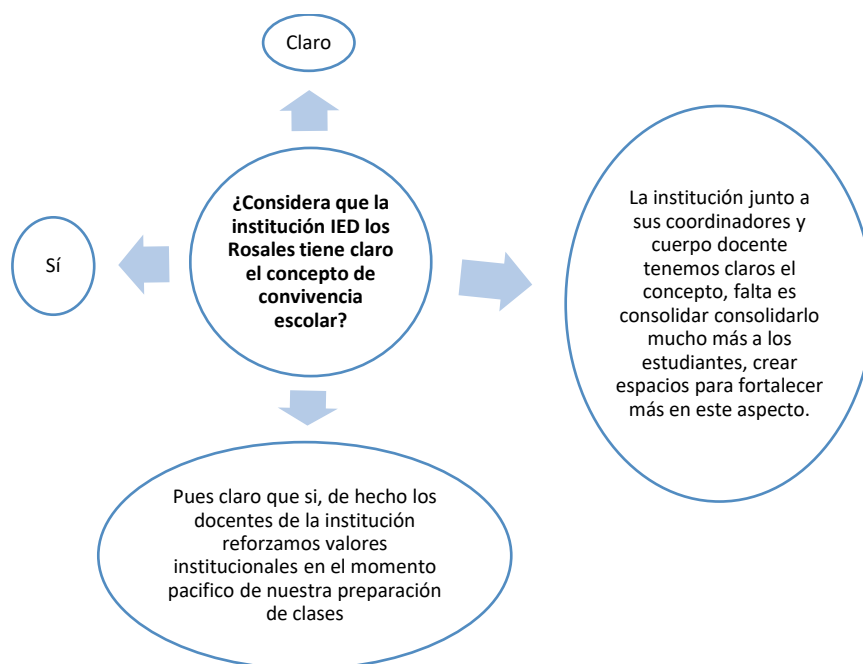 Claro
¿Considera que la
institución IED los
Rosales tiene claro
el concepto de
convivencia
escolar?
Sí
La institución junto a
sus coordinadores y
cuerpo docente
tenemos claros el
concepto, falta es
consolidar consolidarlo
mucho más a los
estudiantes, crear
espacios para fortalecer
más en este aspecto.
Pues claro que si, de hecho los
docentes de la institución
reforzamos valores
institucionales en el momento
pacifico de nuestra preparación
de clases